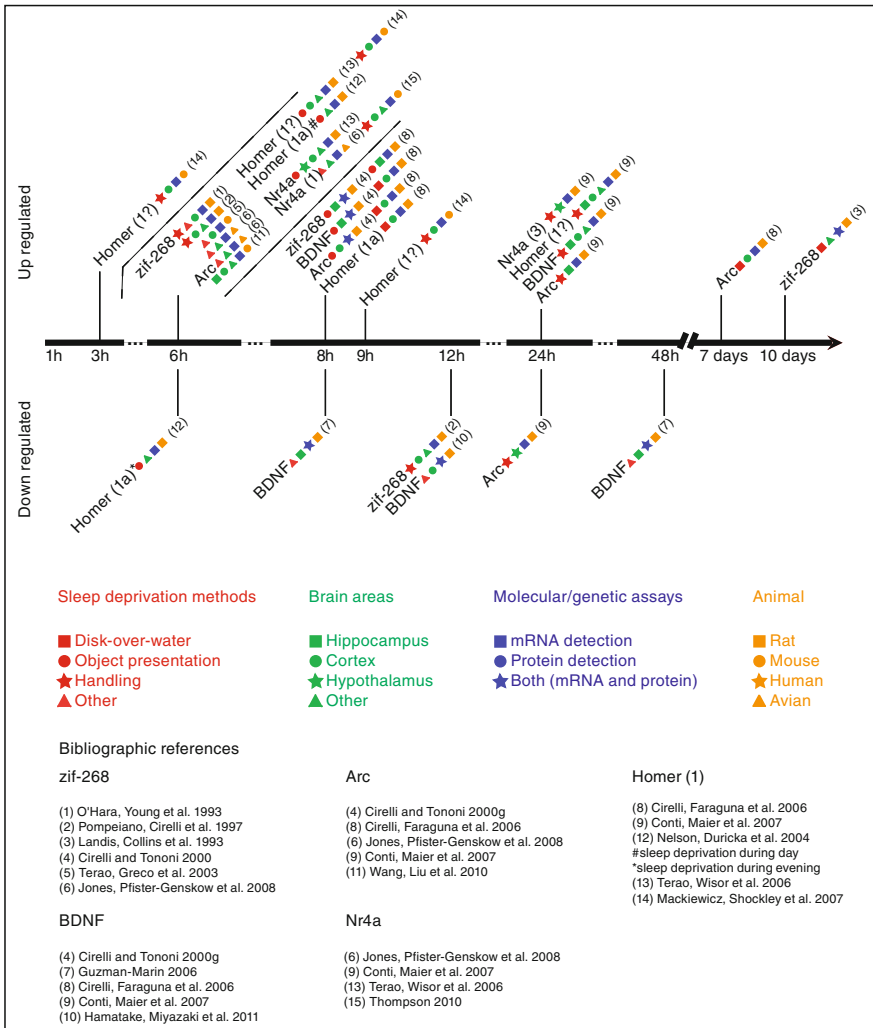 Up regulated
Down regulated
Homer (1?) (14)
zif-268 (1)
(2)
(5)
(6)
Arc (6)
(11)
Homer (1?) (13) (14)
Homer (1a)# (12)
Nr4a (13)
Nr4a (1) (6) (15)
zif-268 (4) (8)
BDNF (4) (8)
Arc (4) (8)
Homer (1a) (8)
Homer (1?) (14)
Nr4a (3) (9)
Homer (1?) (9)
BDNF (9)
Arc (9)
Arc (8)
zif-268 (3)
1h 3h 6h 8h 9h 12h 24h 48h 7 days 10 days
Homer (1a)* (12)
BDNF (7)
zif-268 (2)
BDNF (10)
Arc (9)
BDNF (7)
Sleep deprivation methods
Disk-over-water
Object presentation
Handling
Other
Brain areas
Hippocampus
Cortex
Hypothalamus
Other
Molecular/genetic assays
mRNA detection
Protein detection
Both (mRNA and protein)
Animal
Rat
Mouse
Human
Avian
Bibliographic references
zif-268
(1) O'Hara, Young et al. 1993
(2) Pompeiano, Cirelli et al. 1997
(3) Landis, Collins et al. 1993
(4) Cirelli and Tononi 2000
(5) Terao, Greco et al. 2003
(6) Jones, Pfister-Genskow et al. 2008
Arc
(4) Cirelli and Tononi 2000g
(8) Cirelli, Faraguna et al. 2006
(6) Jones, Pfister-Genskow et al. 2008
(9) Conti, Maier et al. 2007
(11) Wang, Liu et al. 2010
Homer (1)
(8) Cirelli, Faraguna et al. 2006
(9) Conti, Maier et al. 2007
(12) Nelson, Duricka et al. 2004
#sleep deprivation during day
*sleep deprivation during evening
(13) Terao, Wisor et al. 2006
(14) Mackiewicz, Shockley et al. 2007
BDNF
(4) Cirelli and Tononi 2000g
(7) Guzman-Marin 2006
(8) Cirelli, Faraguna et al. 2006
(9) Conti, Maier et al. 2007
(10) Hamatake, Miyazaki et al. 2011
Nr4a
(6) Jones, Pfister-Genskow et al. 2008
(9) Conti, Maier et al. 2007
(13) Terao, Wisor et al. 2006
(15) Thompson 2010